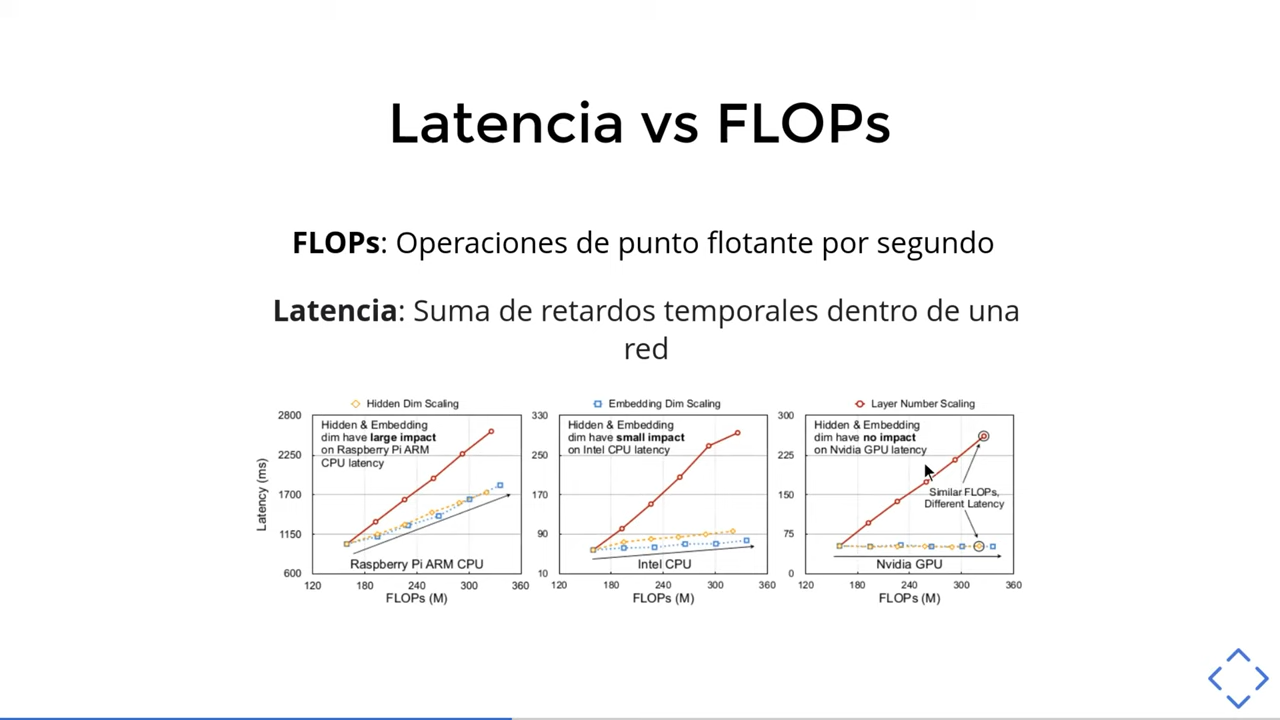 Latencia vs FLOPs
FLOPs: Operaciones de punto flotante por segundo
Latencia: Suma de retardos temporales dentro de una
red
Hidden Dim Scaling
Embedding Dim Scaling
Layer Number Scaling
Latency (ms)
2800
2250
1700
1150
600
Hidden & Embedding
dim have large impact
on Raspberry Pi ARM
CPU latency
Raspberry Pi ARM CPU
120 180 240 300 360
FLOPs (M)
330
250
170
90
10
Hidden & Embedding
dim have small impact
on Intel CPU latency
Intel CPU
120 180 240 300 360
FLOPs (M)
300
225
150
75
0
Hidden & Embedding
dim have no impact
on Nvidia GPU latency
Similar FLOPs,
Different Latency
Nvidia GPU
120 180 240 300 360
FLOPs (M)